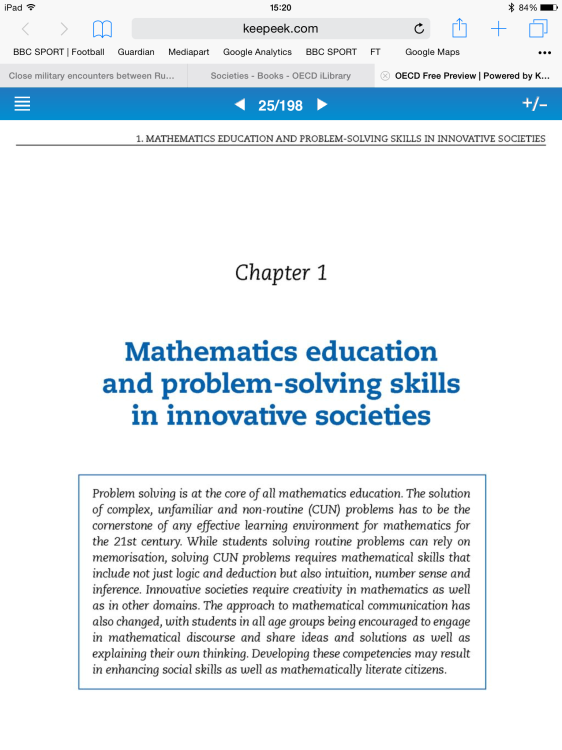 iPad 15:20 84%
keepeek.com
BBC SPORT | Football Guardian Mediapart Google Analytics BBC SPORT FT Google Maps •••
Close military encounters between Ru... Societies - Books - OECD iLibrary OECD Free Preview | Powered by K...
25/198 +/-
1. MATHEMATICS EDUCATION AND PROBLEM-SOLVING SKILLS IN INNOVATIVE SOCIETIES
Chapter 1
Mathematics education
and problem-solving skills
in innovative societies
Problem solving is at the core of all mathematics education. The solution
of complex, unfamiliar and non-routine (CUN) problems has to be the
cornerstone of any effective learning environment for mathematics for
the 21st century. While students solving routine problems can rely on
memorisation, solving CUN problems requires mathematical skills that
include not just logic and deduction but also intuition, number sense and
inference. Innovative societies require creativity in mathematics as well
as in other domains. The approach to mathematical communication has
also changed, with students in all age groups being encouraged to engage
in mathematical discourse and share ideas and solutions as well as
explaining their own thinking. Developing these competencies may result
in enhancing social skills as well as mathematically literate citizens.